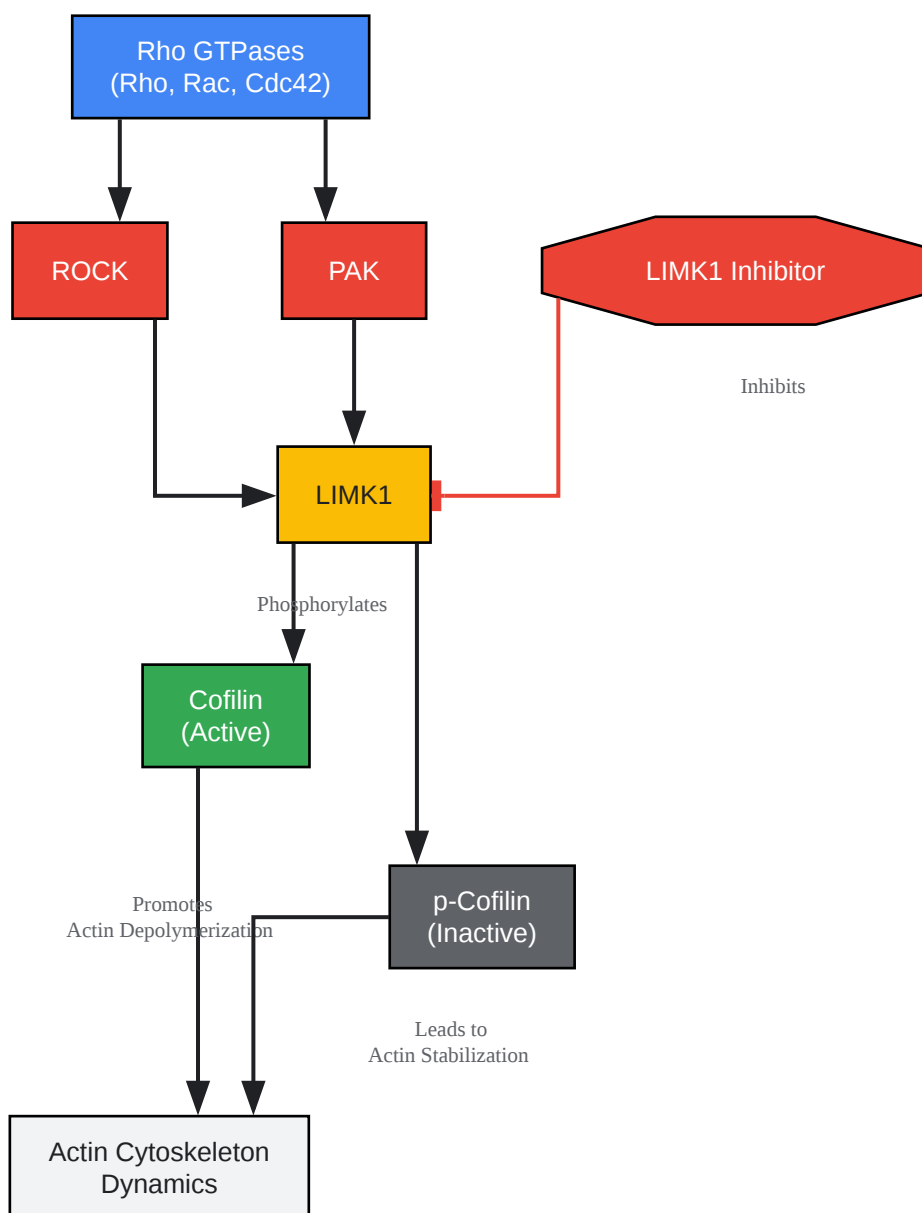 Rho GTPases
(Rho, Rac, Cdc42)
ROCK
PAK
LIMK1 Inhibitor
Inhibits
LIMK1
Phosphorylates
Cofilin
(Active)
p-Cofilin
(Inactive)
Promotes
Actin Depolymerization
Leads to
Actin Stabilization
Actin Cytoskeleton
Dynamics